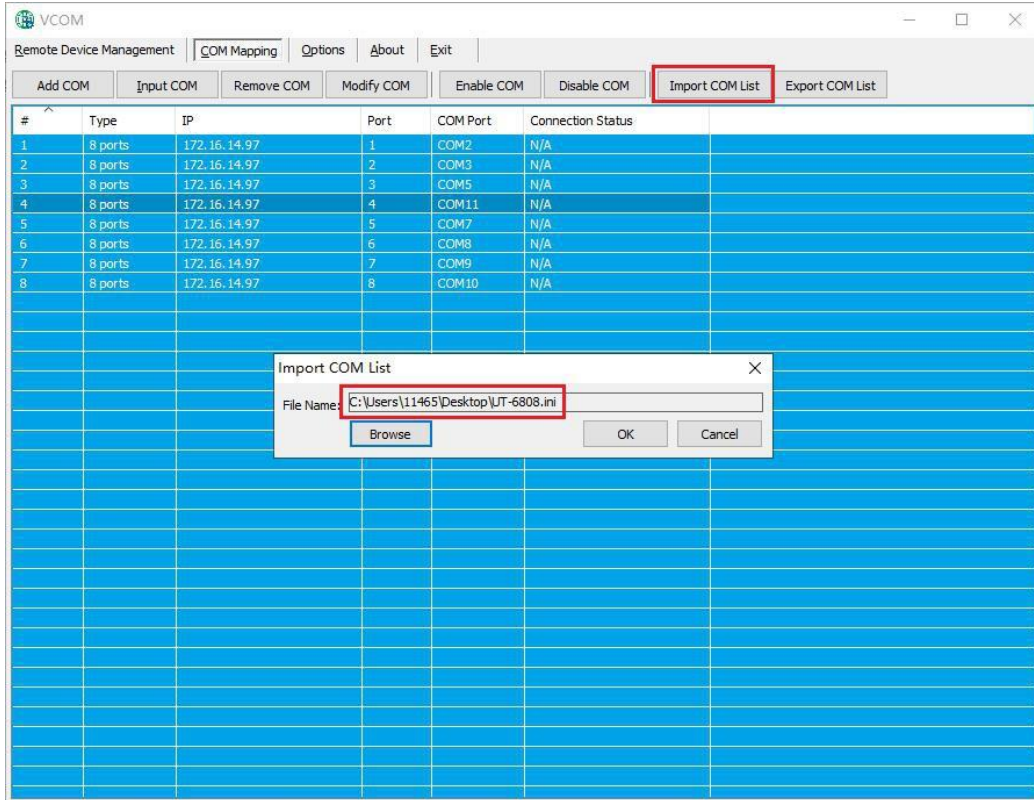 VCOM
Remote Device Management COM Mapping Options About Exit
Add COM Input COM Remove COM Modify COM Enable COM Disable COM Import COM List Export COM List
# Type IP Port COM Port Connection Status
1 8 ports 172.16.14.97 1 COM2 N/A
2 8 ports 172.16.14.97 2 COM3 N/A
3 8 ports 172.16.14.97 3 COM5 N/A
4 8 ports 172.16.14.97 4 COM11 N/A
5 8 ports 172.16.14.97 5 COM7 N/A
6 8 ports 172.16.14.97 6 COM8 N/A
7 8 ports 172.16.14.97 7 COM9 N/A
8 8 ports 172.16.14.97 8 COM10 N/A
Import COM List
File Name: C:\Users\11465\Desktop\UT-6808.ini
Browse OK Cancel